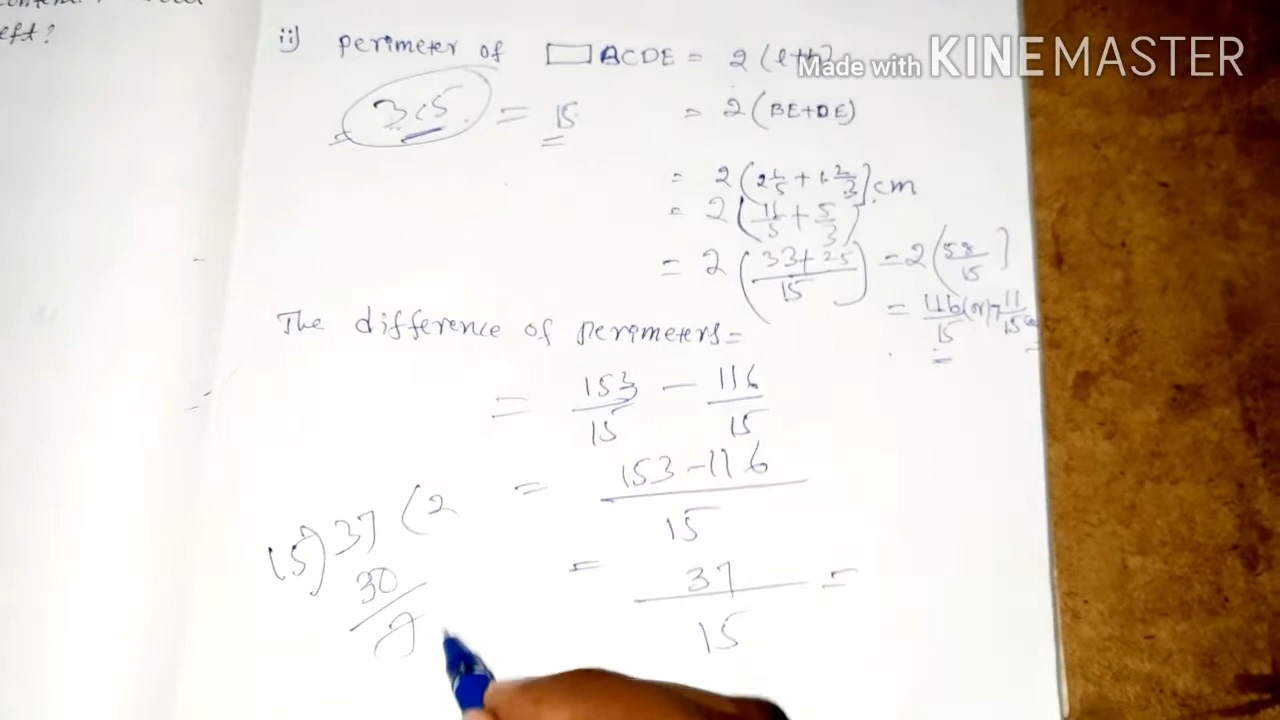 eft?
ii) perimeter of ▭ BCDE = 2(l+b)
Made with KINEMASTER
3,5 = 15
= 2(BE+DE)
= 2(2 1/5 + 1 2/3) cm
= 2(11/5 + 5/3)
= 2(33+25/15) = 2(58/15)
= 116/15 (or) 7 11/15
The difference of perimeters =
= 153/15 - 116/15
= 153-116/15
15)37(2
30
7
= 37/15 =